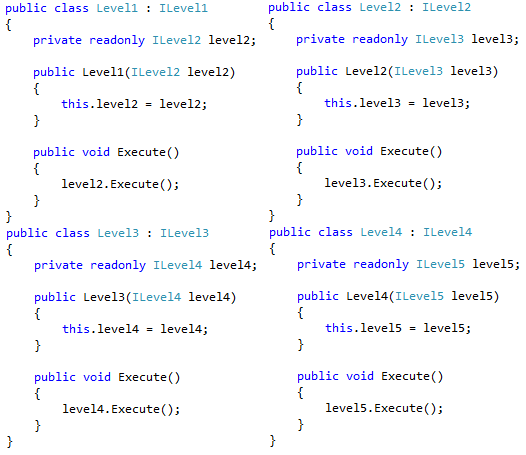 public class Level1 : ILevel1
{
    private readonly ILevel2 level2;

    public Level1(ILevel2 level2)
    {
        this.level2 = level2;
    }

    public void Execute()
    {
        level2.Execute();
    }
}
public class Level2 : ILevel2
{
    private readonly ILevel3 level3;

    public Level2(ILevel3 level3)
    {
        this.level3 = level3;
    }

    public void Execute()
    {
        level3.Execute();
    }
}
public class Level3 : ILevel3
{
    private readonly ILevel4 level4;

    public Level3(ILevel4 level4)
    {
        this.level4 = level4;
    }

    public void Execute()
    {
        level4.Execute();
    }
}
public class Level4 : ILevel4
{
    private readonly ILevel5 level5;

    public Level4(ILevel5 level5)
    {
        this.level5 = level5;
    }

    public void Execute()
    {
        level5.Execute();
    }
}